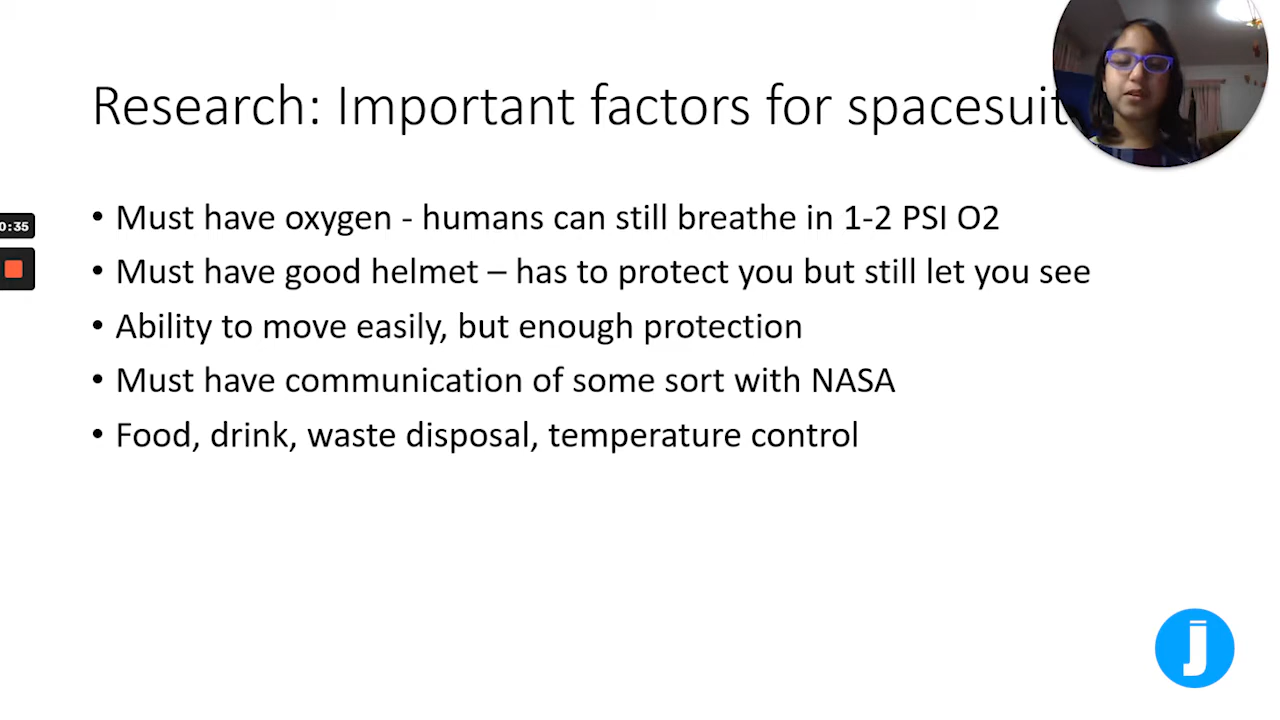 Research: Important factors for spacesuit
• Must have oxygen - humans can still breathe in 1-2 PSI O2
• Must have good helmet – has to protect you but still let you see
0:35
• Ability to move easily, but enough protection
• Must have communication of some sort with NASA
• Food, drink, waste disposal, temperature control
j